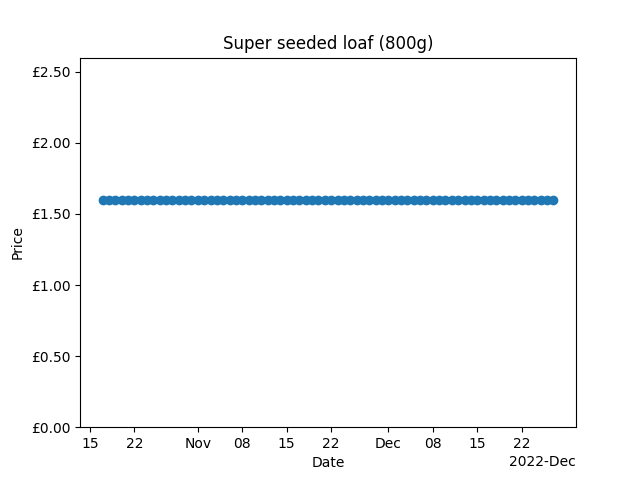 Super seeded loaf (800g)
£2.50
£2.00
£1.50
£1.00
£0.50
£0.00
Price
15 22 Nov 08 15 22 Dec 08 15 22
Date
2022-Dec